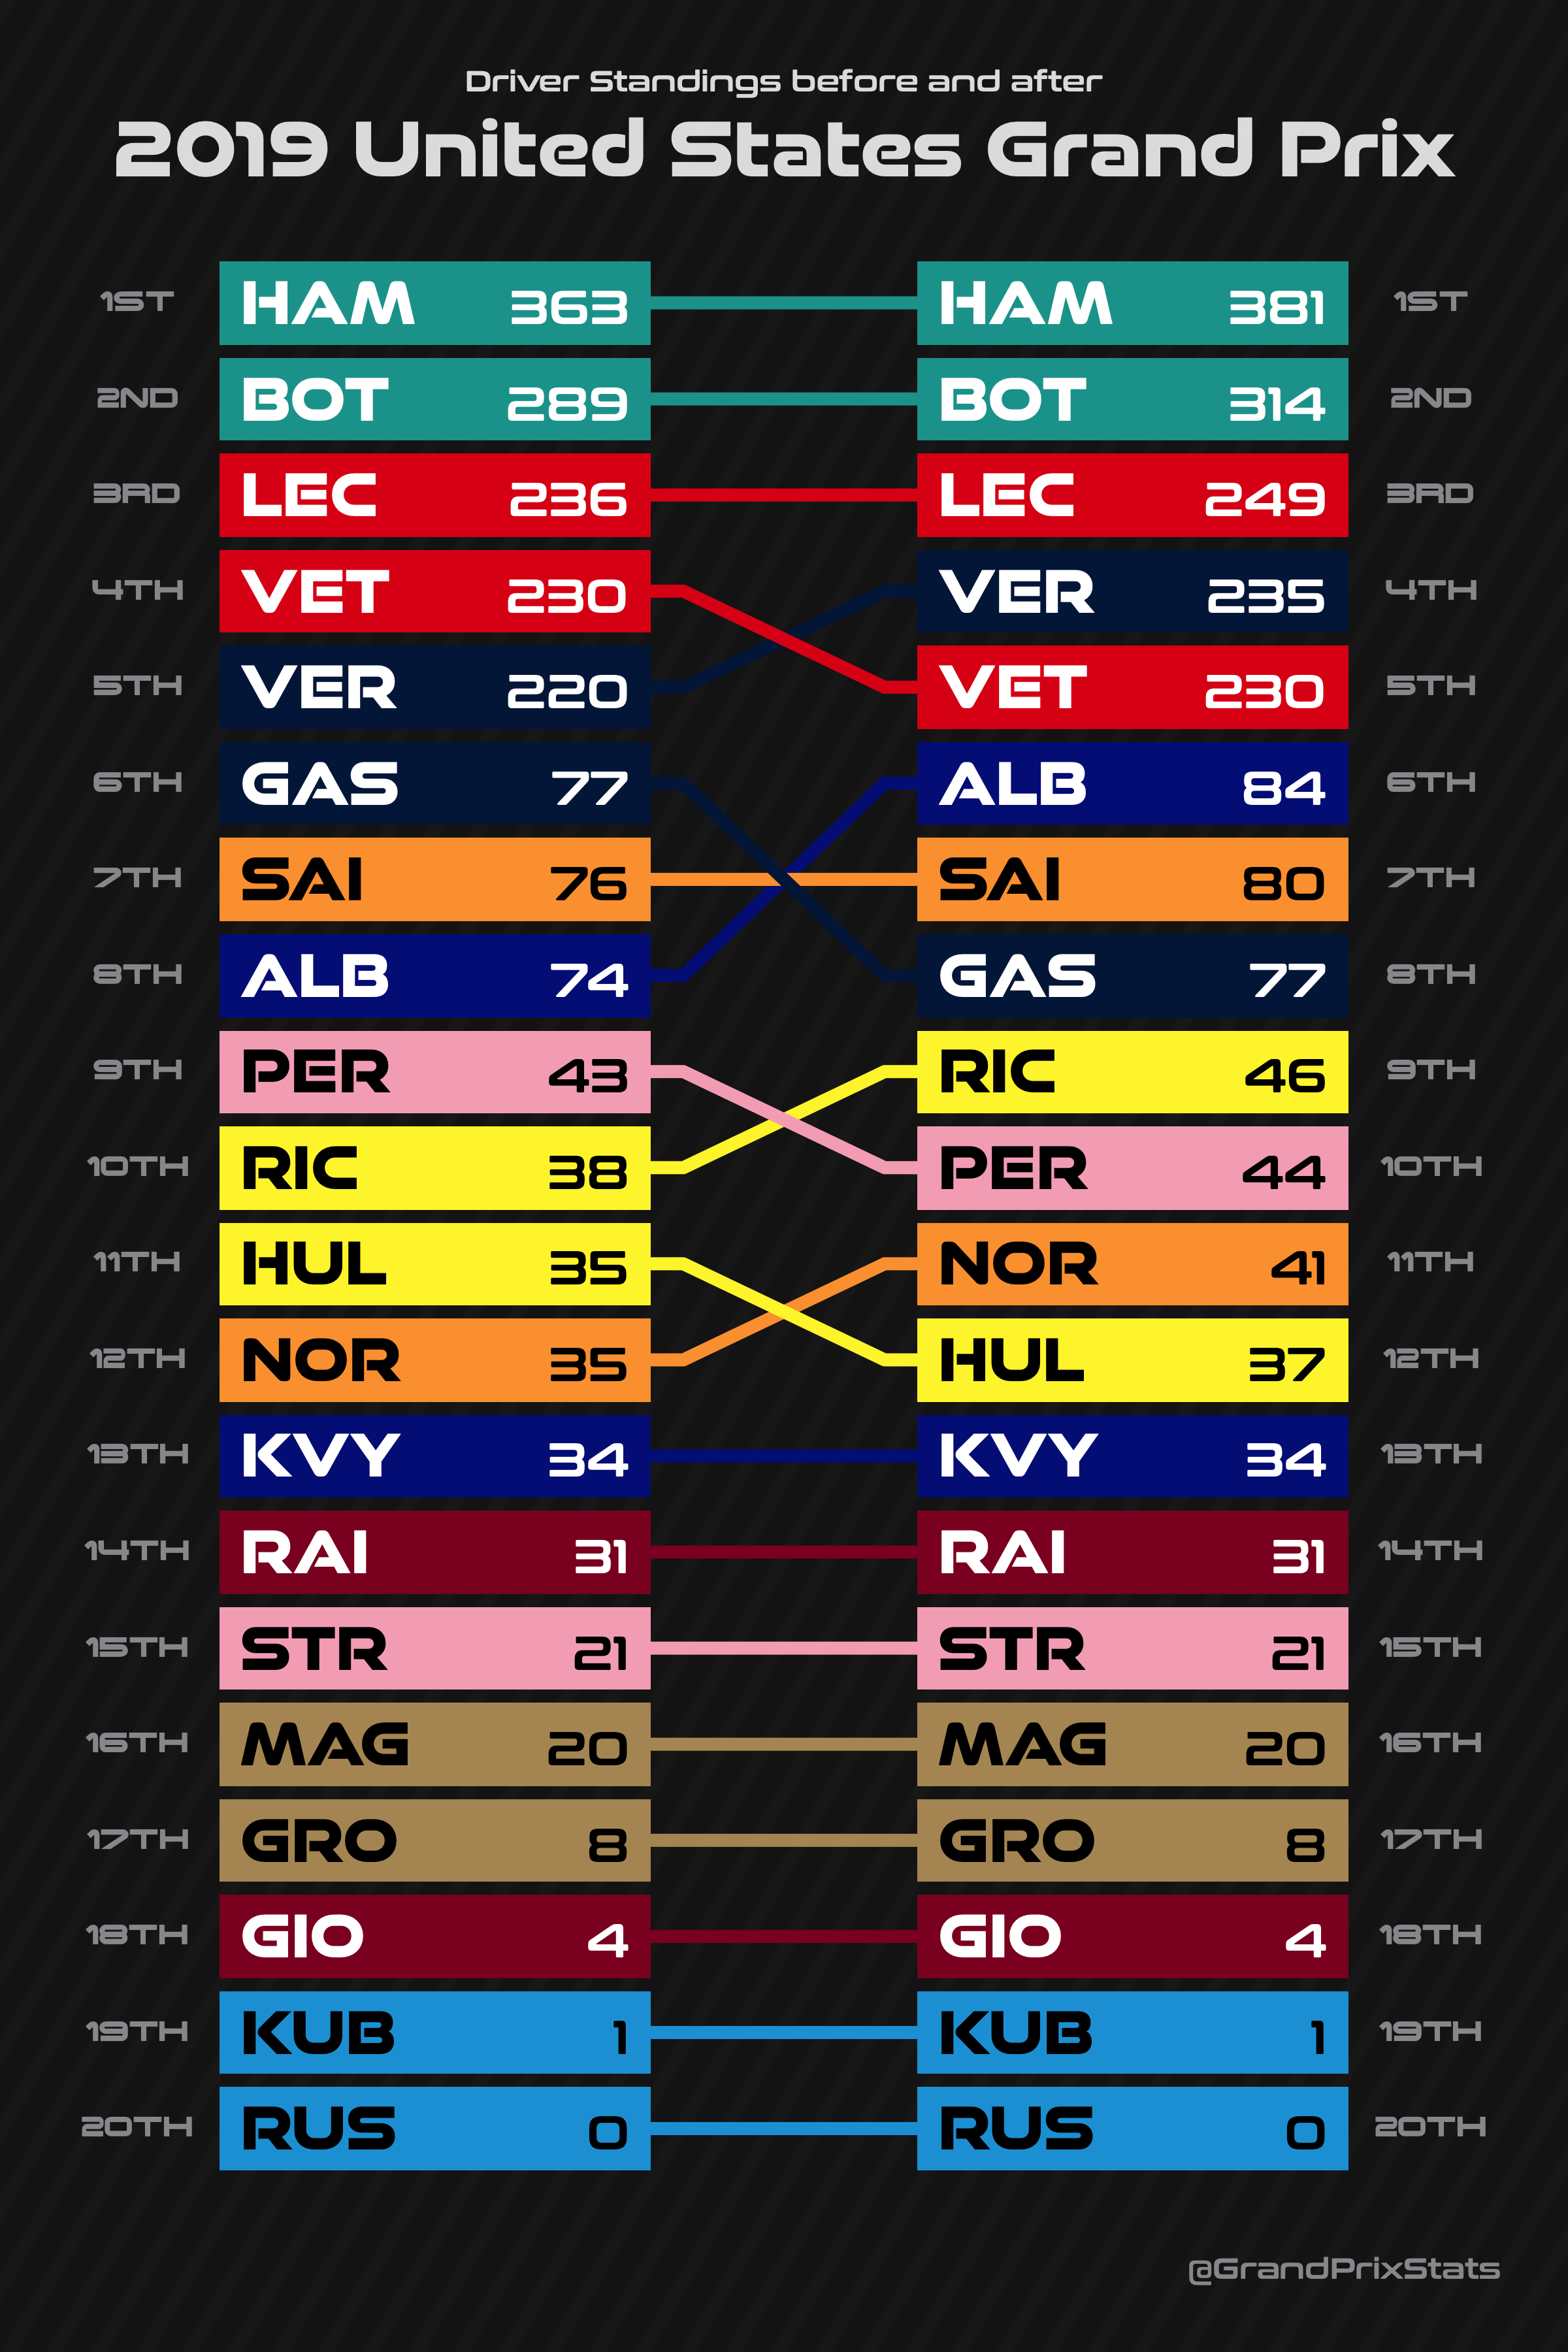 Driver Standings before and after
2019 United States Grand Prix
1ST HAM 363 HAM 381 1ST
2ND BOT 289 BOT 314 2ND
3RD LEC 236 LEC 249 3RD
4TH VET 230 VER 235 4TH
5TH VER 220 VET 230 5TH
6TH GAS 77 ALB 84 6TH
7TH SAI 76 SAI 80 7TH
8TH ALB 74 GAS 77 8TH
9TH PER 43 RIC 46 9TH
10TH RIC 38 PER 44 10TH
11TH HUL 35 NOR 41 11TH
12TH NOR 35 HUL 37 12TH
13TH KVY 34 KVY 34 13TH
14TH RAI 31 RAI 31 14TH
15TH STR 21 STR 21 15TH
16TH MAG 20 MAG 20 16TH
17TH GRO 8 GRO 8 17TH
18TH GIO 4 GIO 4 18TH
19TH KUB 1 KUB 1 19TH
20TH RUS 0 RUS 0 20TH
@GrandPrixStats